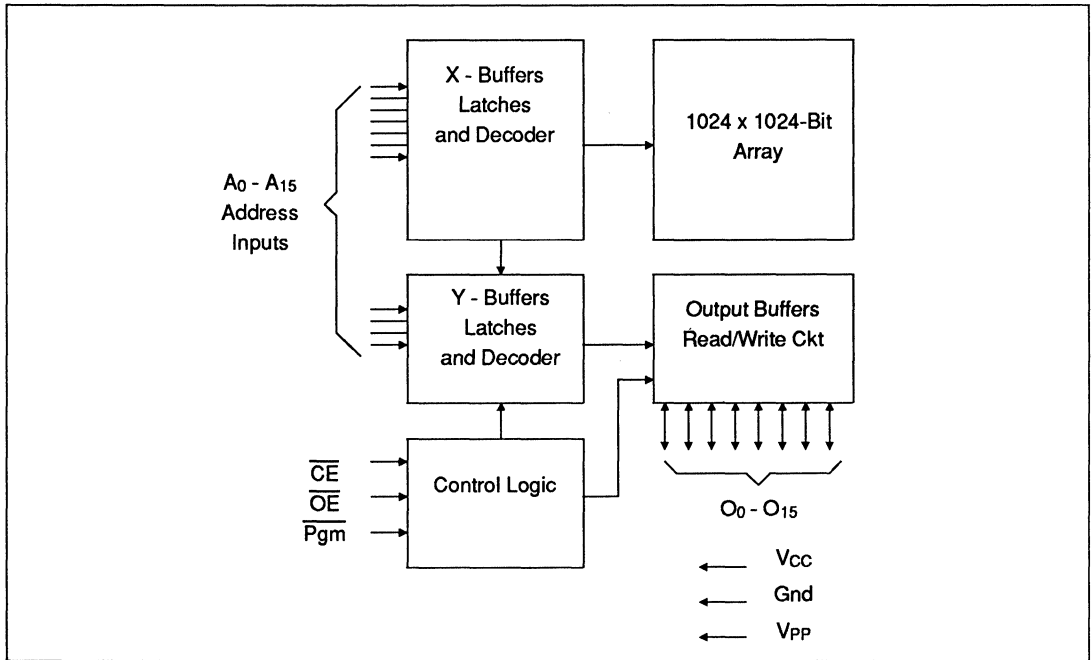 X - Buffers
Latches
and Decoder
1024 x 1024-Bit
Array
A0 - A15
Address
Inputs
Y - Buffers
Latches
and Decoder
Output Buffers
Read/Write Ckt
CE
OE
Pgm
Control Logic
O0 - O15
VCC
Gnd
VPP